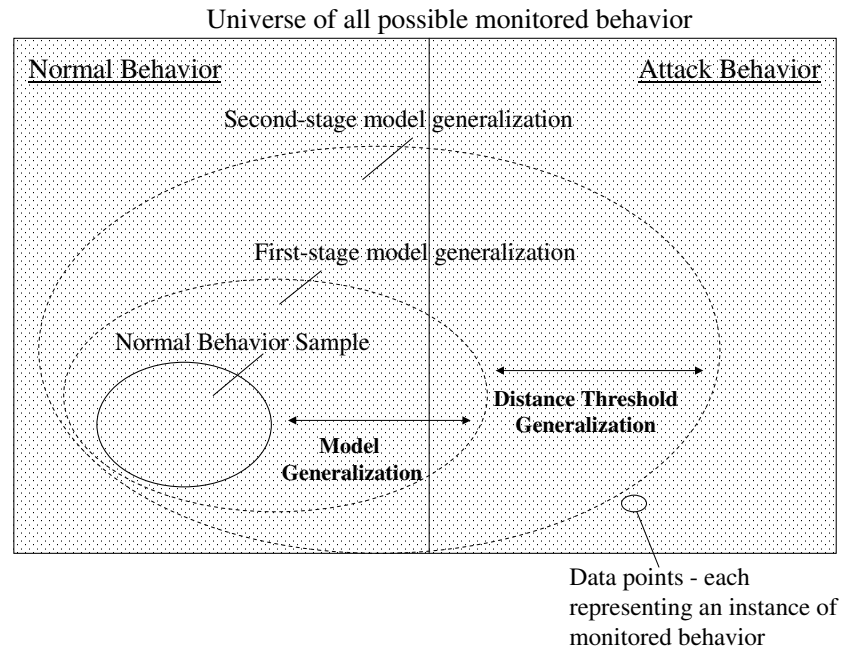 Universe of all possible monitored behavior
Normal Behavior
Attack Behavior
Second-stage model generalization
First-stage model generalization
Normal Behavior Sample
Distance Threshold
Generalization
Model
Generalization
Data points - each
representing an instance of
monitored behavior